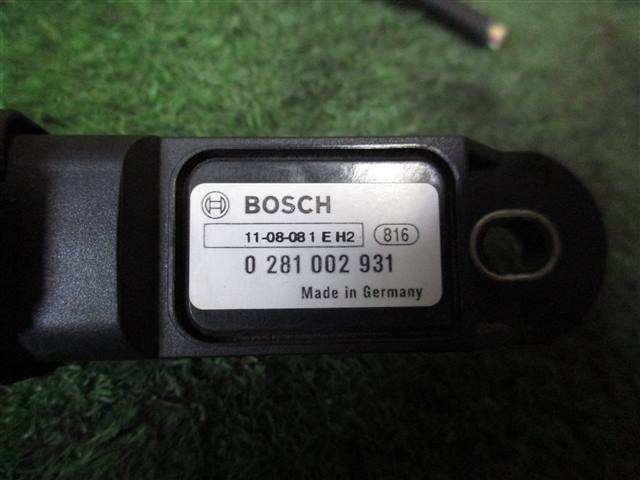 BOSCH
11-08-08 1 E H2 816
0 281 002 931
Made in Germany